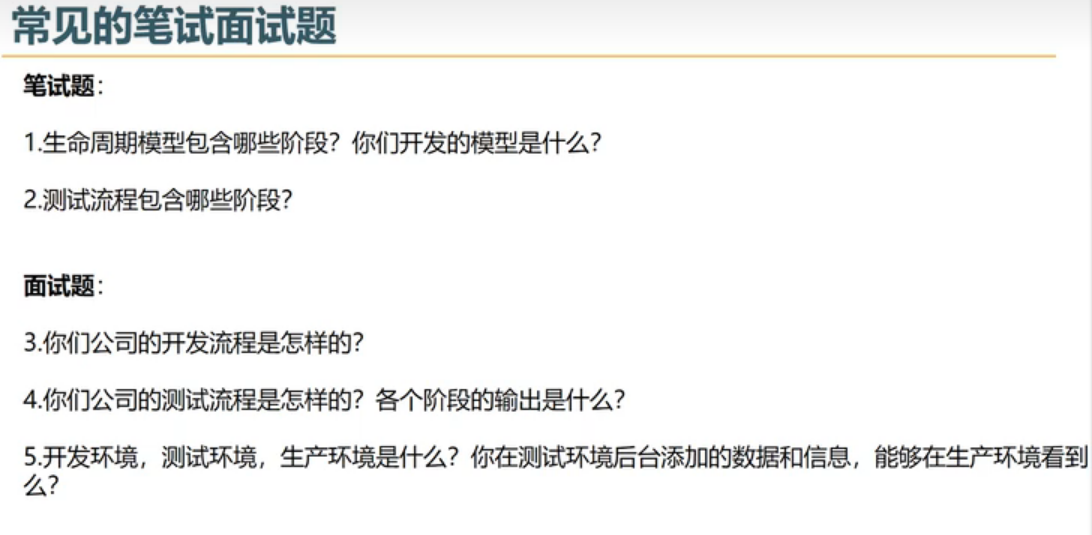 常见的笔试面试题
笔试题：
1.生命周期模型包含哪些阶段？你们开发的模型是什么？
2.测试流程包含哪些阶段？
面试题：
3.你们公司的开发流程是怎样的？
4.你们公司的测试流程是怎样的？各个阶段的输出是什么？
5.开发环境，测试环境，生产环境是什么？你在测试环境后台添加的数据和信息，能够在生产环境看到
么？